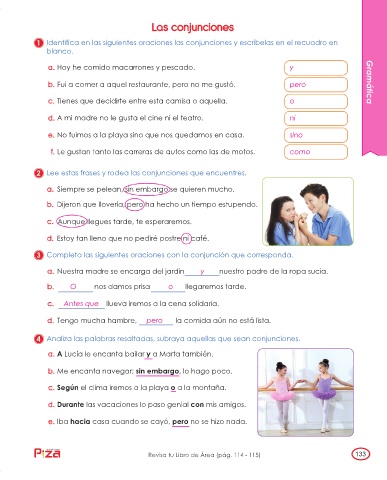 Las conjunciones
1 Identifica en las siguientes oraciones las conjunciones y escríbelas en el recuadro en
blanco.
a. Hoy he comido macarrones y pescado. y
b. Fui a comer a aquel restaurante, pero no me gustó. pero
c. Tienes que decidirte entre esta camisa o aquella. o
d. A mi madre no le gusta el cine ni el teatro. ni
e. No fuimos a la playa sino que nos quedamos en casa. sino
f. Le gustan tanto las carreras de autos como las de motos. como
Gramática
2 Lee estas frases y rodea las conjunciones que encuentres.
a. Siempre se pelean, sin embargo se quieren mucho.
b. Dijeron que llovería, pero ha hecho un tiempo estupendo.
c. Aunque llegues tarde, te esperaremos.
d. Estoy tan lleno que no pediré postre ni café.
3 Completa las siguientes oraciones con la conjunción que corresponda.
a. Nuestra madre se encarga del jardín y nuestro padre de la ropa sucia.
b. O nos damos prisa o llegaremos tarde.
c. Antes que llueva iremos a la cena solidaria.
d. Tengo mucha hambre, pero la comida aún no está lista.
4 Analiza las palabras resaltadas, subraya aquellas que sean conjunciones.
a. A Lucía le encanta bailar y a Marta también.
b. Me encanta navegar, sin embargo, lo hago poco.
c. Según el clima iremos a la playa o a la montaña.
d. Durante las vacaciones lo paso genial con mis amigos.
e. Iba hacia casa cuando se cayó, pero no se hizo nada.
Revisa tu Libro de Área (pág. 114 - 115)
133